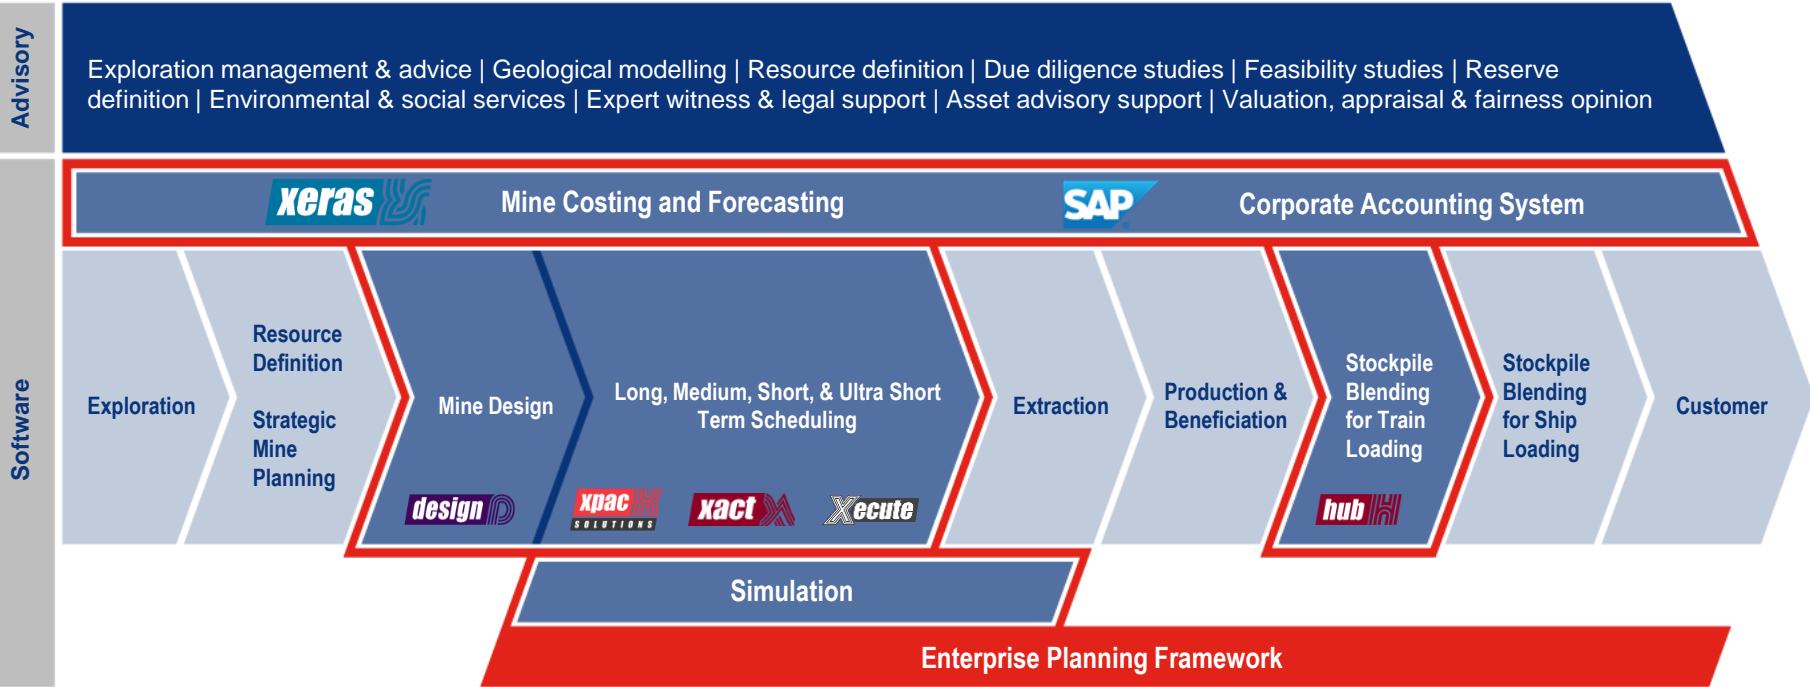 Advisory
Exploration management & advice | Geological modelling | Resource definition | Due diligence studies | Feasibility studies | Reserve
definition | Environmental & social services | Expert witness & legal support | Asset advisory support | Valuation, appraisal & fairness opinion
Software
xeras
Mine Costing and Forecasting
SAP
Corporate Accounting System
Exploration
Resource
Definition
Strategic
Mine
Planning
Mine Design
design
Long, Medium, Short, & Ultra Short
Term Scheduling
xpac
SOLUTIONS
xact
Xecute
Extraction
Production &
Beneficiation
Stockpile
Blending
for Train
Loading
hub
Stockpile
Blending
for Ship
Loading
Customer
Simulation
Enterprise Planning Framework